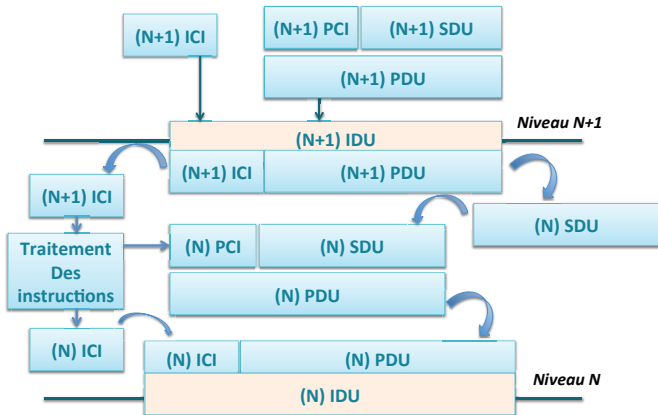 (N+1) ICI
(N+1) PCI
(N+1) SDU
(N+1) PDU
Niveau N+1
(N+1) IDU
(N+1) ICI
(N+1) PDU
(N+1) ICI
(N) SDU
Traitement
Des
instructions
(N) PCI
(N) SDU
(N) PDU
(N) ICI
(N) ICI
(N) PDU
Niveau N
(N) IDU